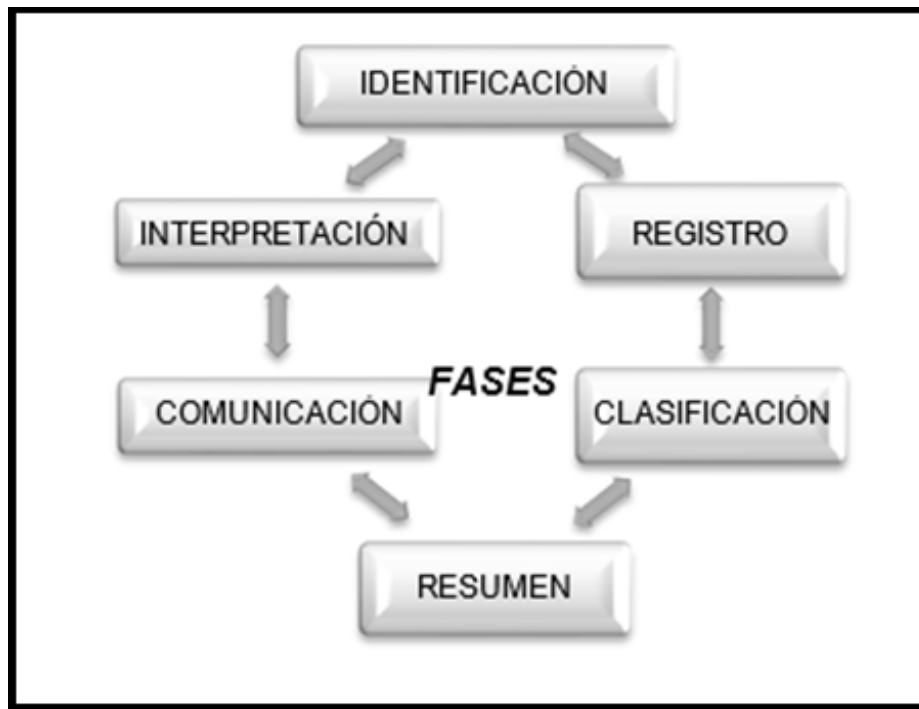 IDENTIFICACIÓN
INTERPRETACIÓN
REGISTRO
FASES
COMUNICACIÓN
CLASIFICACIÓN
RESUMEN